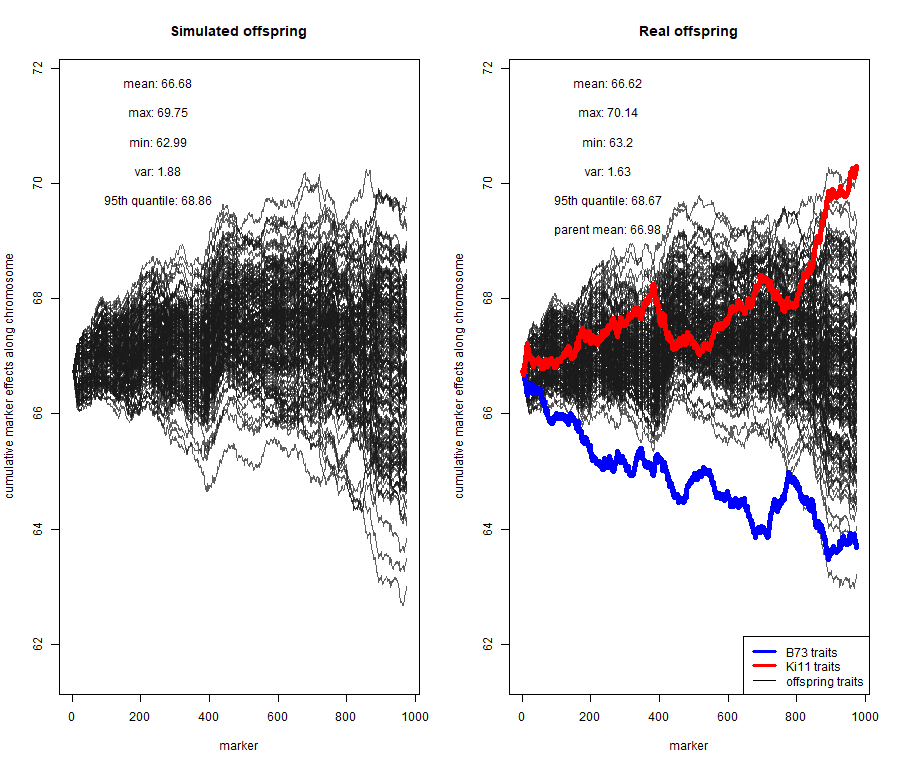 Simulated offspring
mean: 66.68
max: 69.75
min: 62.99
var: 1.88
95th quantile: 68.86
cumulative marker effects along chromosome
72
70
68
66
64
62
0
200
400
600
800
1000
marker
Real offspring
mean: 66.62
max: 70.14
min: 63.2
var: 1.63
95th quantile: 68.67
parent mean: 66.98
cumulative marker effects along chromosome
72
70
68
66
64
62
B73 traits
Ki11 traits
offspring traits
0
200
400
600
800
1000
marker